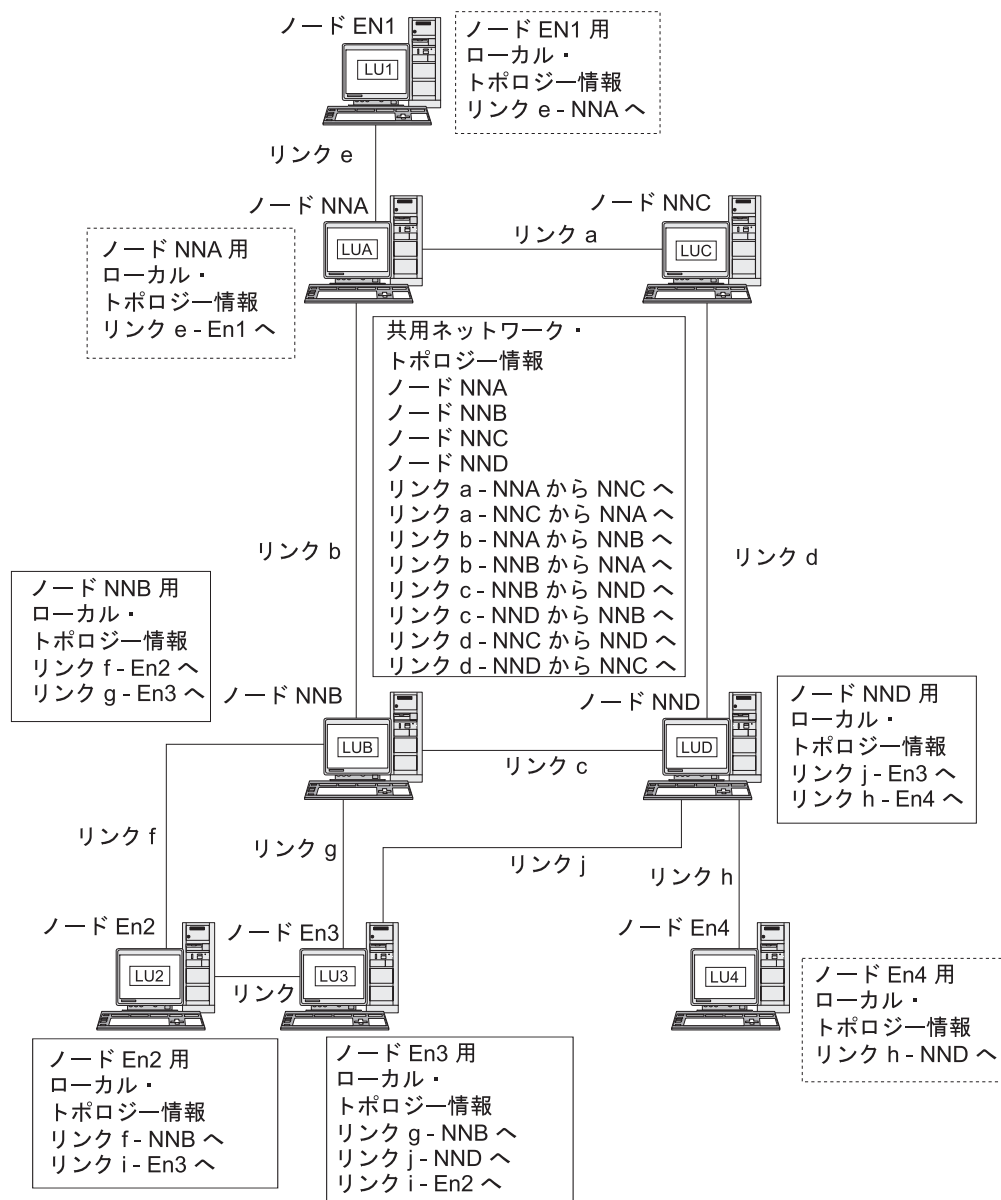 ノード EN1
LU1
ノード EN1 用
ローカル・
トポロジー情報
リンク e - NNA へ
リンク e
ノード NNA
LUA
ノード NNC
LUC
リンク a
ノード NNA 用
ローカル・
トポロジー情報
リンク e - En1 へ
共用ネットワーク・
トポロジー情報
ノード NNA
ノード NNB
ノード NNC
ノード NND
リンク a - NNA から NNC へ
リンク a - NNC から NNA へ
リンク b - NNA から NNB へ
リンク b - NNB から NNA へ
リンク c - NNB から NND へ
リンク c - NND から NNB へ
リンク d - NNC から NND へ
リンク d - NND から NNC へ
リンク b
リンク d
ノード NNB 用
ローカル・
トポロジー情報
リンク f - En2 へ
リンク g - En3 へ
ノード NNB
LUB
ノード NND
LUD
リンク c
ノード NND 用
ローカル・
トポロジー情報
リンク j - En3 へ
リンク h - En4 へ
リンク f
リンク g
リンク j
リンク h
ノード En2
LU2
ノード En3
LU3
リンク
ノード En4
LU4
ノード En4 用
ローカル・
トポロジー情報
リンク h - NND へ
ノード En2 用
ローカル・
トポロジー情報
リンク f - NNB へ
リンク i - En3 へ
ノード En3 用
ローカル・
トポロジー情報
リンク g - NNB へ
リンク j - NND へ
リンク i - En2 へ